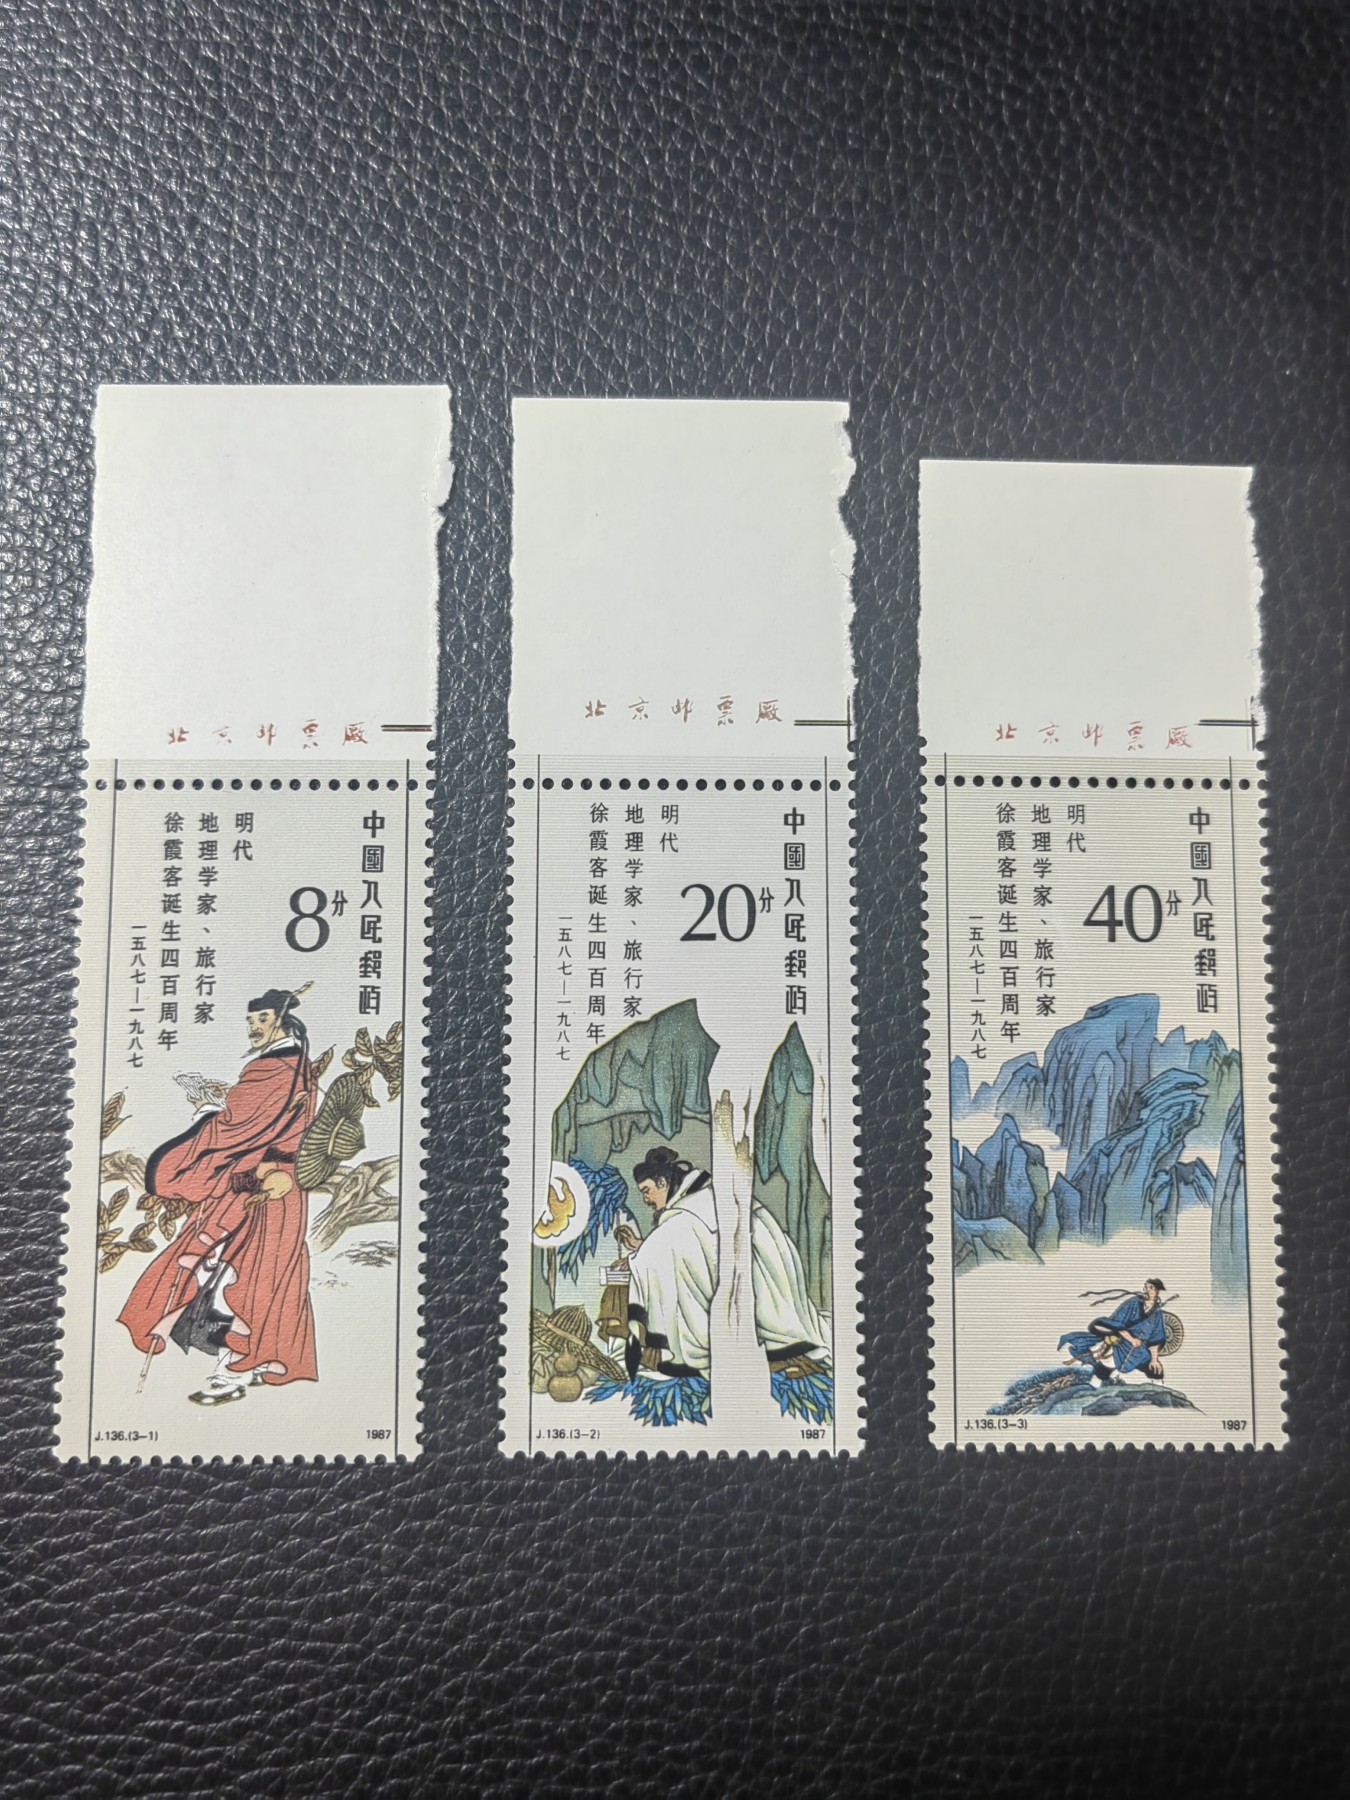 北京邮票厂
中國人民郵政
8分
明代
地理学家、旅行家
徐霞客诞生四百周年
一五八七—一九八七
J.136.(3-1)
1987
北京邮票厂
中國人民郵政
20分
明代
地理学家、旅行家
徐霞客诞生四百周年
一五八七—一九八七
J.136.(3-2)
1987
北京邮票厂
中國人民郵政
40分
明代
地理学家、旅行家
徐霞客诞生四百周年
一五八七—一九八七
J.136.(3-3)
1987